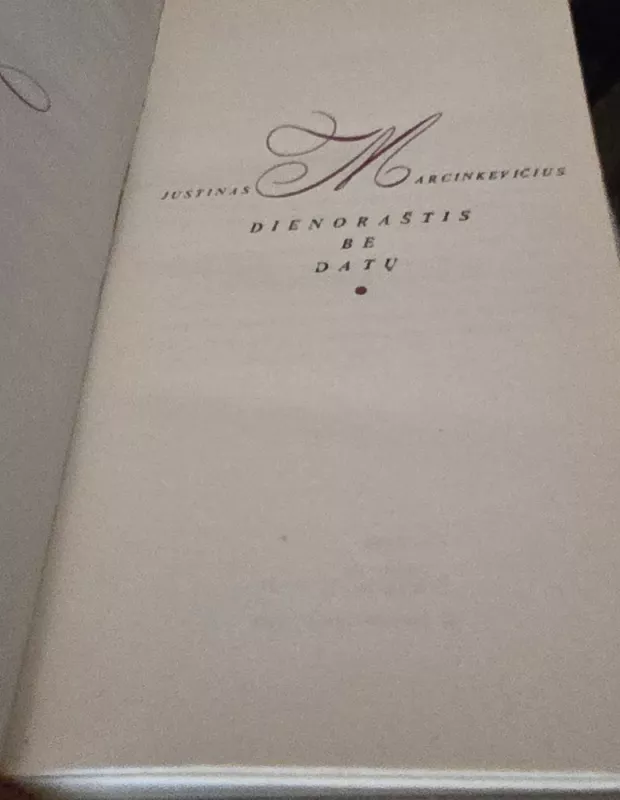 JUSTINAS MARCINKEVIČIUS
DIENORAŠTIS
BE
DATŲ